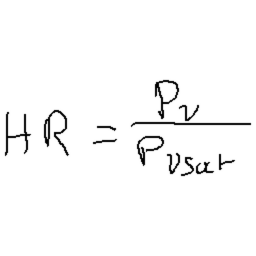 HR = Pv / Pvsat